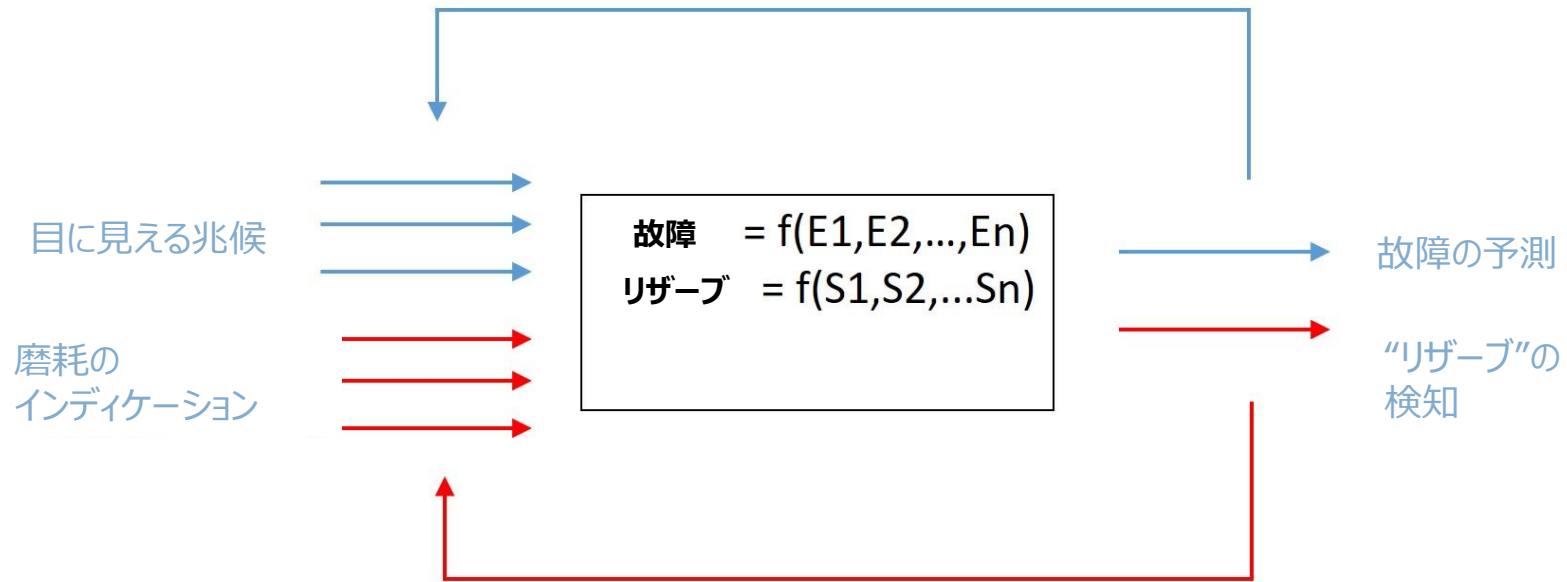 目に見える兆候
磨耗の
インディケーション
故障 = f(E1,E2,...,En)
リザーブ = f(S1,S2,...Sn)
故障の予測
“リザーブ”の
検知